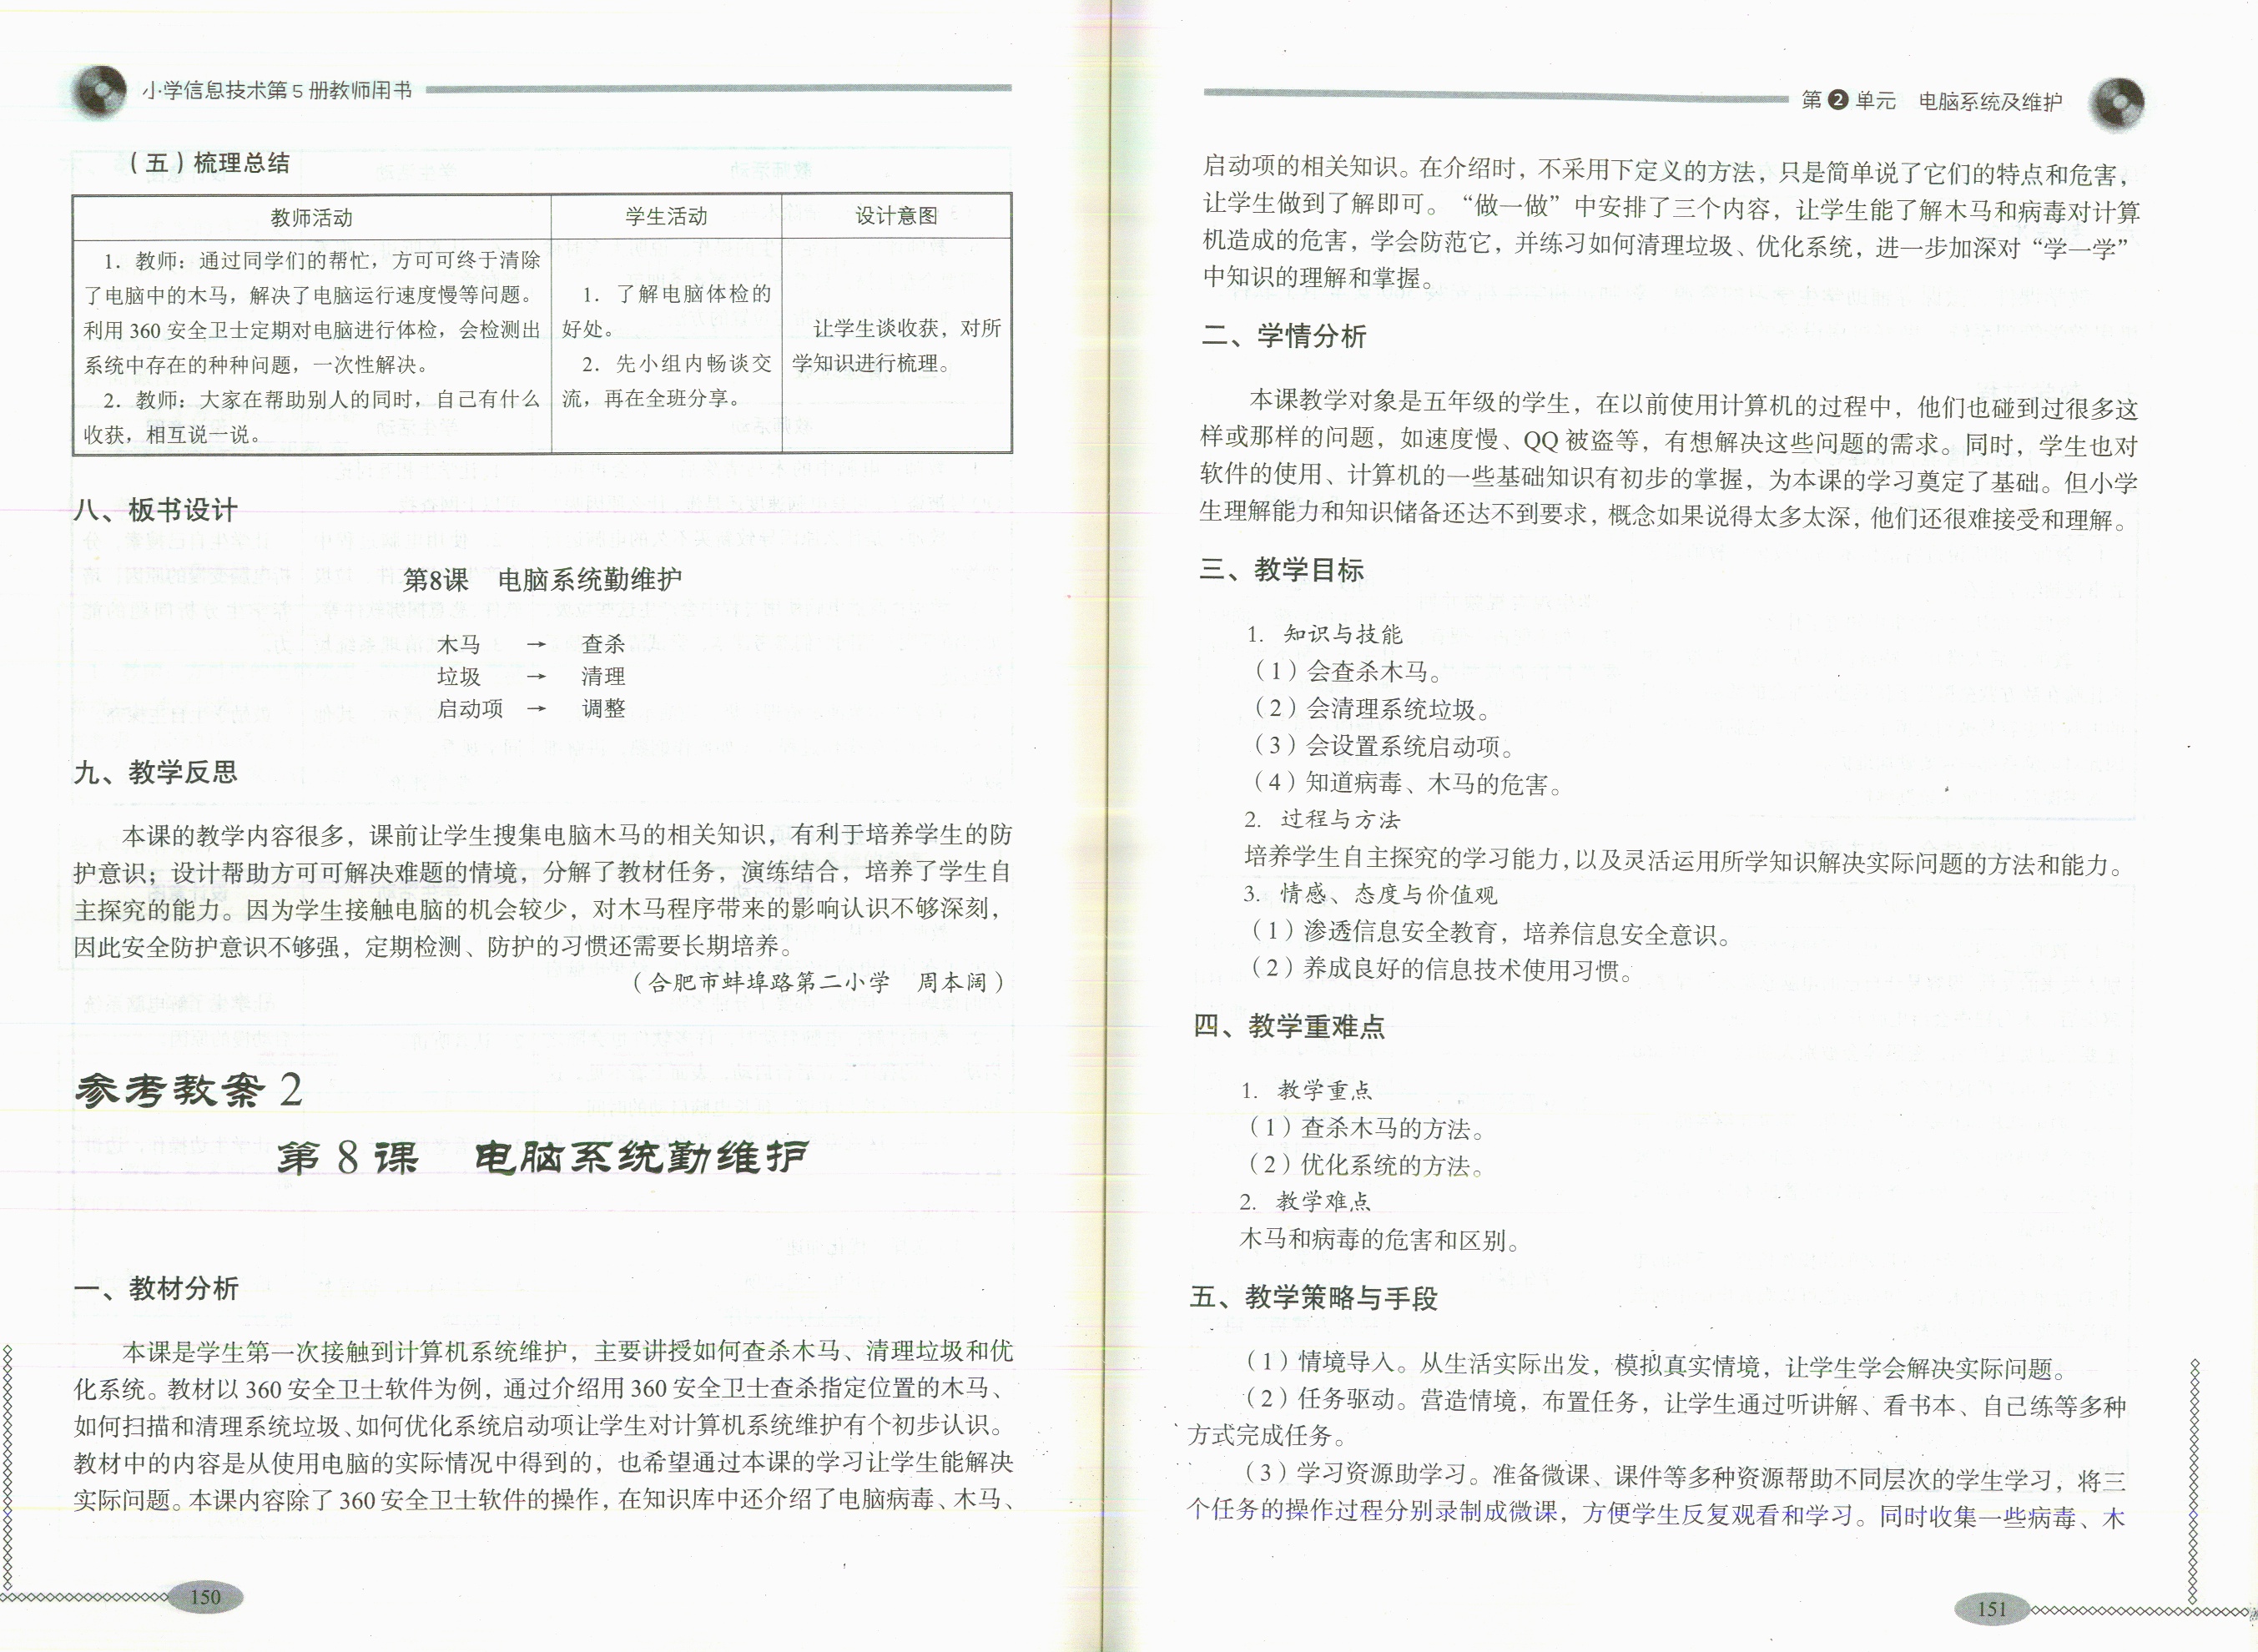 小学信息技术第5册教师用书
（五）梳理总结
教师活动 学生活动 设计意图
1．教师：通过同学们的帮忙，方可可终于清除
了电脑中的木马，解决了电脑运行速度慢等问题。
利用360安全卫士定期对电脑进行体检，会检测出
系统中存在的种种问题，一次性解决。
2．教师：大家在帮助别人的同时，自己有什么
收获，相互说一说。
1．了解电脑体检的
好处。
2．先小组内畅谈交
流，再在全班分享。
让学生谈收获，对所
学知识进行梳理。
八、板书设计
第8课 电脑系统勤维护
木马 → 查杀
垃圾 → 清理
启动项 → 调整
九、教学反思
本课的教学内容很多，课前让学生搜集电脑木马的相关知识，有利于培养学生的防
护意识；设计帮助方可可解决难题的情境，分解了教材任务，演练结合，培养了学生自
主探究的能力。因为学生接触电脑的机会较少，对木马程序带来的影响认识不够深刻，
因此安全防护意识不够强，定期检测、防护的习惯还需要长期培养。
（合肥市蚌埠路第二小学 周本阔）
参考教案2
第8课 电脑系统勤维护
一、教材分析
本课是学生第一次接触到计算机系统维护，主要讲授如何查杀木马、清理垃圾和优
化系统。教材以360安全卫士软件为例，通过介绍用360安全卫士查杀指定位置的木马、
如何扫描和清理系统垃圾、如何优化系统启动项让学生对计算机系统维护有个初步认识。
教材中的内容是从使用电脑的实际情况中得到的，也希望通过本课的学习让学生能解决
实际问题。本课内容除了360安全卫士软件的操作，在知识库中还介绍了电脑病毒、木马、
150
第2单元 电脑系统及维护
启动项的相关知识。在介绍时，不采用下定义的方法，只是简单说了它们的特点和危害，
让学生做到了解即可。“做一做”中安排了三个内容，让学生能了解木马和病毒对计算
机造成的危害，学会防范它，并练习如何清理垃圾、优化系统，进一步加深对“学一学”
中知识的理解和掌握。
二、学情分析
本课教学对象是五年级的学生，在以前使用计算机的过程中，他们也碰到过很多这
样或那样的问题，如速度慢、QQ被盗等，有想解决这些问题的需求。同时，学生也对
软件的使用、计算机的一些基础知识有初步的掌握，为本课的学习奠定了基础。但小学
生理解能力和知识储备还达不到要求，概念如果说得太多太深，他们还很难接受和理解。
三、教学目标
1. 知识与技能
（1）会查杀木马。
（2）会清理系统垃圾。
（3）会设置系统启动项。
（4）知道病毒、木马的危害。
2. 过程与方法
培养学生自主探究的学习能力，以及灵活运用所学知识解决实际问题的方法和能力。
3. 情感、态度与价值观
（1）渗透信息安全教育，培养信息安全意识。
（2）养成良好的信息技术使用习惯。
四、教学重难点
1. 教学重点
（1）查杀木马的方法。
（2）优化系统的方法。
2. 教学难点
木马和病毒的危害和区别。
五、教学策略与手段
（1）情境导入。从生活实际出发，模拟真实情境，让学生学会解决实际问题。
（2）任务驱动。营造情境，布置任务，让学生通过听讲解、看书本、自己练等多种
方式完成任务。
（3）学习资源助学习。准备微课、课件等多种资源帮助不同层次的学生学习，将三
个任务的操作过程分别录制成微课，方便学生反复观看和学习。同时收集一些病毒、木
151